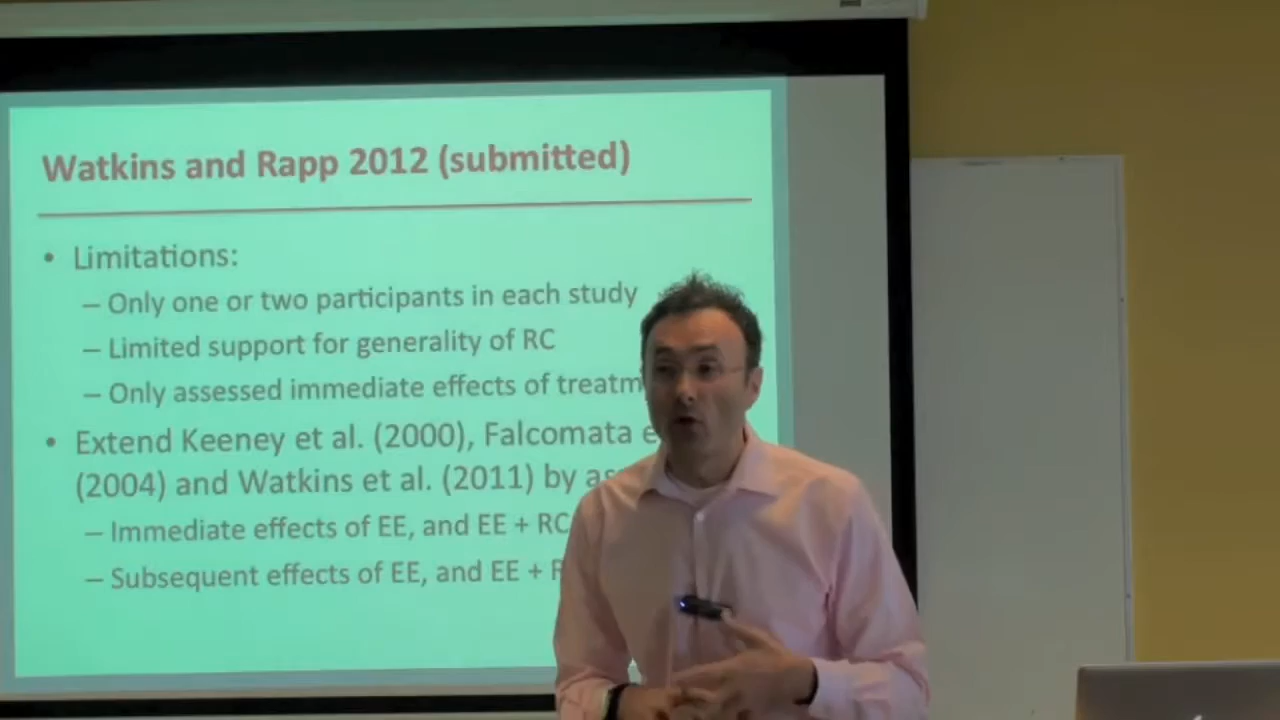 Watkins and Rapp 2012 (submitted)
• Limitations:
– Only one or two participants in each study
– Limited support for generality of RC
– Only assessed immediate effects of treatm
• Extend Keeney et al. (2000), Falcomata e
(2004) and Watkins et al. (2011) by as
– Immediate effects of EE, and EE + RC
– Subsequent effects of EE, and EE + R